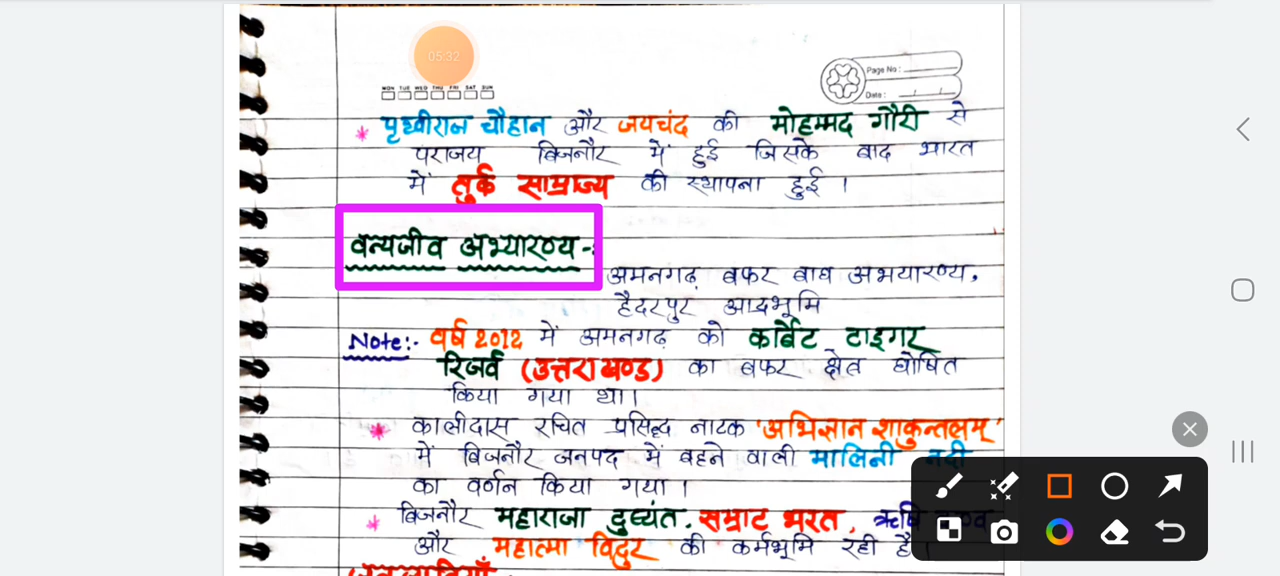 05:32
MON TUE WED THU FRI SAT SUN
Page No :
Date :
* पृथ्वीराज चौहान और जयचंद की मोहम्मद गौरी से
पराजय बिजनौर में हुई जिसके बाद भारत
में तुर्क साम्राज्य की स्थापना हुई ।
वन्यजीव अभ्यारण्य -:
अमनगढ़ बफर बाघ अभयारण्य,
हैदरपुर आद्रभूमि
Note:- वर्ष 2012 में अमनगढ़ को कार्बेट टाइगर
रिजर्व (उत्तराखण्ड) का बफर क्षेत्र घोषित
किया गया था।
* कालीदास रचित प्रसिद्ध नाटक 'अभिज्ञान शाकुन्तलम्'
में बिजनौर जनपद में बहने वाली मालिनी नदी
का वर्णन किया गया ।
* बिजनौर महाराजा दुष्यंत, सम्राट भरत, ऋषि
और महात्मा विदुर की कर्मभूमि रही है।